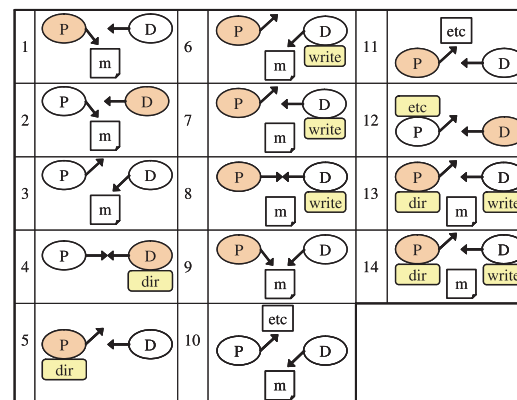 1 P D m
2 P D m
3 P D m
4 P D dir
5 P D dir
6 P D m write
7 P D m write
8 P D m write
9 P D m
10 etc P D m
11 etc P D
12 etc P D
13 P D dir m write
14 P D dir m write